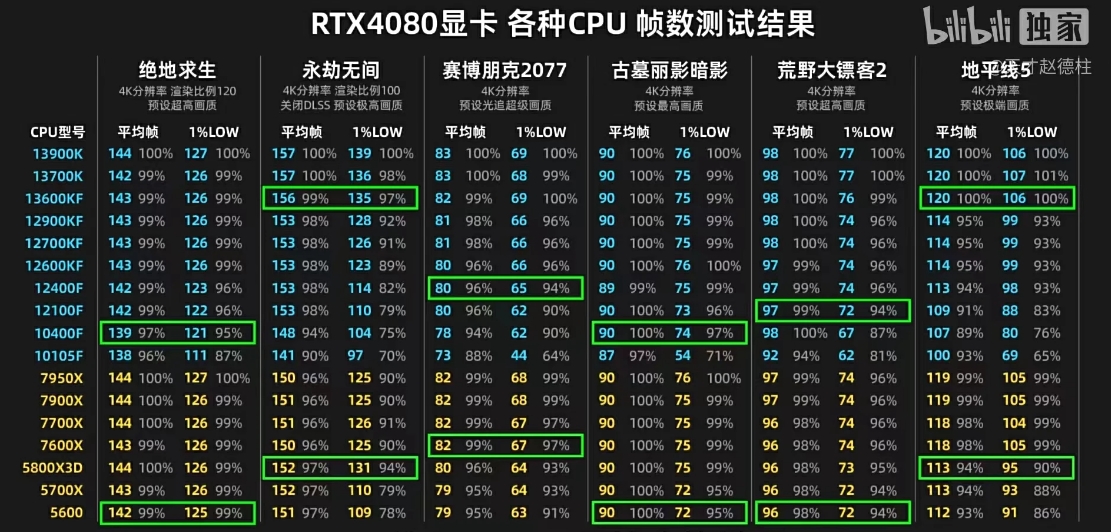 RTX4080显卡 各种CPU 帧数测试结果
bilibili 独家
才赵德柱
绝地求生 永劫无间 赛博朋克2077 古墓丽影暗影 荒野大镖客2 地平线5
4K分辨率 渲染比例120 4K分辨率 渲染比例100 4K分辨率 4K分辨率 4K分辨率 4K分辨率
预设超高画质 关闭DLSS 预设极高画质 预设光追超级画质 预设最高画质 预设超高画质 预设极端画质
CPU型号 平均帧 1%LOW 平均帧 1%LOW 平均帧 1%LOW 平均帧 1%LOW 平均帧 1%LOW 平均帧 1%LOW
13900K 144 100% 127 100% 157 100% 139 100% 83 100% 69 100% 90 100% 76 100% 98 100% 77 100% 120 100% 106 100%
13700K 142 99% 126 99% 157 100% 136 98% 83 100% 68 99% 90 100% 75 99% 98 100% 77 100% 120 100% 107 101%
13600KF 143 99% 126 99% 156 99% 135 97% 82 99% 69 100% 90 100% 75 99% 98 100% 76 99% 120 100% 106 100%
12900KF 143 99% 126 99% 153 98% 128 92% 81 98% 66 96% 90 100% 75 99% 98 100% 74 96% 114 95% 99 93%
12700KF 143 99% 126 99% 153 98% 126 91% 81 98% 66 96% 90 100% 75 99% 98 100% 74 96% 114 95% 99 93%
12600KF 143 99% 126 99% 153 98% 123 89% 80 96% 66 96% 90 100% 76 100% 97 99% 74 96% 114 95% 99 93%
12400F 142 99% 123 96% 153 98% 114 82% 80 96% 65 94% 89 99% 75 99% 97 99% 74 96% 113 94% 98 93%
12100F 142 99% 122 96% 153 98% 110 79% 80 96% 62 90% 90 100% 73 96% 97 99% 72 94% 109 91% 88 83%
10400F 139 97% 121 95% 148 94% 104 75% 78 94% 62 90% 90 100% 74 97% 98 100% 67 87% 107 89% 80 76%
10105F 138 96% 111 87% 141 90% 97 70% 73 88% 44 64% 87 97% 54 71% 92 94% 62 81% 100 93% 69 65%
7950X 144 100% 127 100% 150 96% 125 90% 82 99% 68 99% 90 100% 76 100% 97 99% 74 96% 119 99% 105 99%
7900X 144 100% 126 99% 151 96% 125 90% 82 99% 68 99% 90 100% 75 99% 97 99% 74 96% 119 99% 105 99%
7700X 144 100% 126 99% 151 96% 126 91% 82 99% 67 97% 90 100% 75 99% 96 98% 74 96% 118 98% 104 99%
7600X 143 99% 126 99% 150 96% 125 90% 82 99% 67 97% 90 100% 75 99% 96 98% 74 96% 118 98% 105 99%
5800X3D 144 100% 126 99% 152 97% 131 94% 80 96% 64 93% 90 100% 75 99% 96 98% 73 95% 113 94% 95 90%
5700X 143 99% 126 99% 152 97% 110 79% 79 95% 64 93% 90 100% 72 95% 96 98% 72 94% 113 94% 93 88%
5600 142 99% 125 99% 151 97% 109 78% 79 95% 63 91% 90 100% 72 95% 96 98% 72 94% 112 93% 91 86%